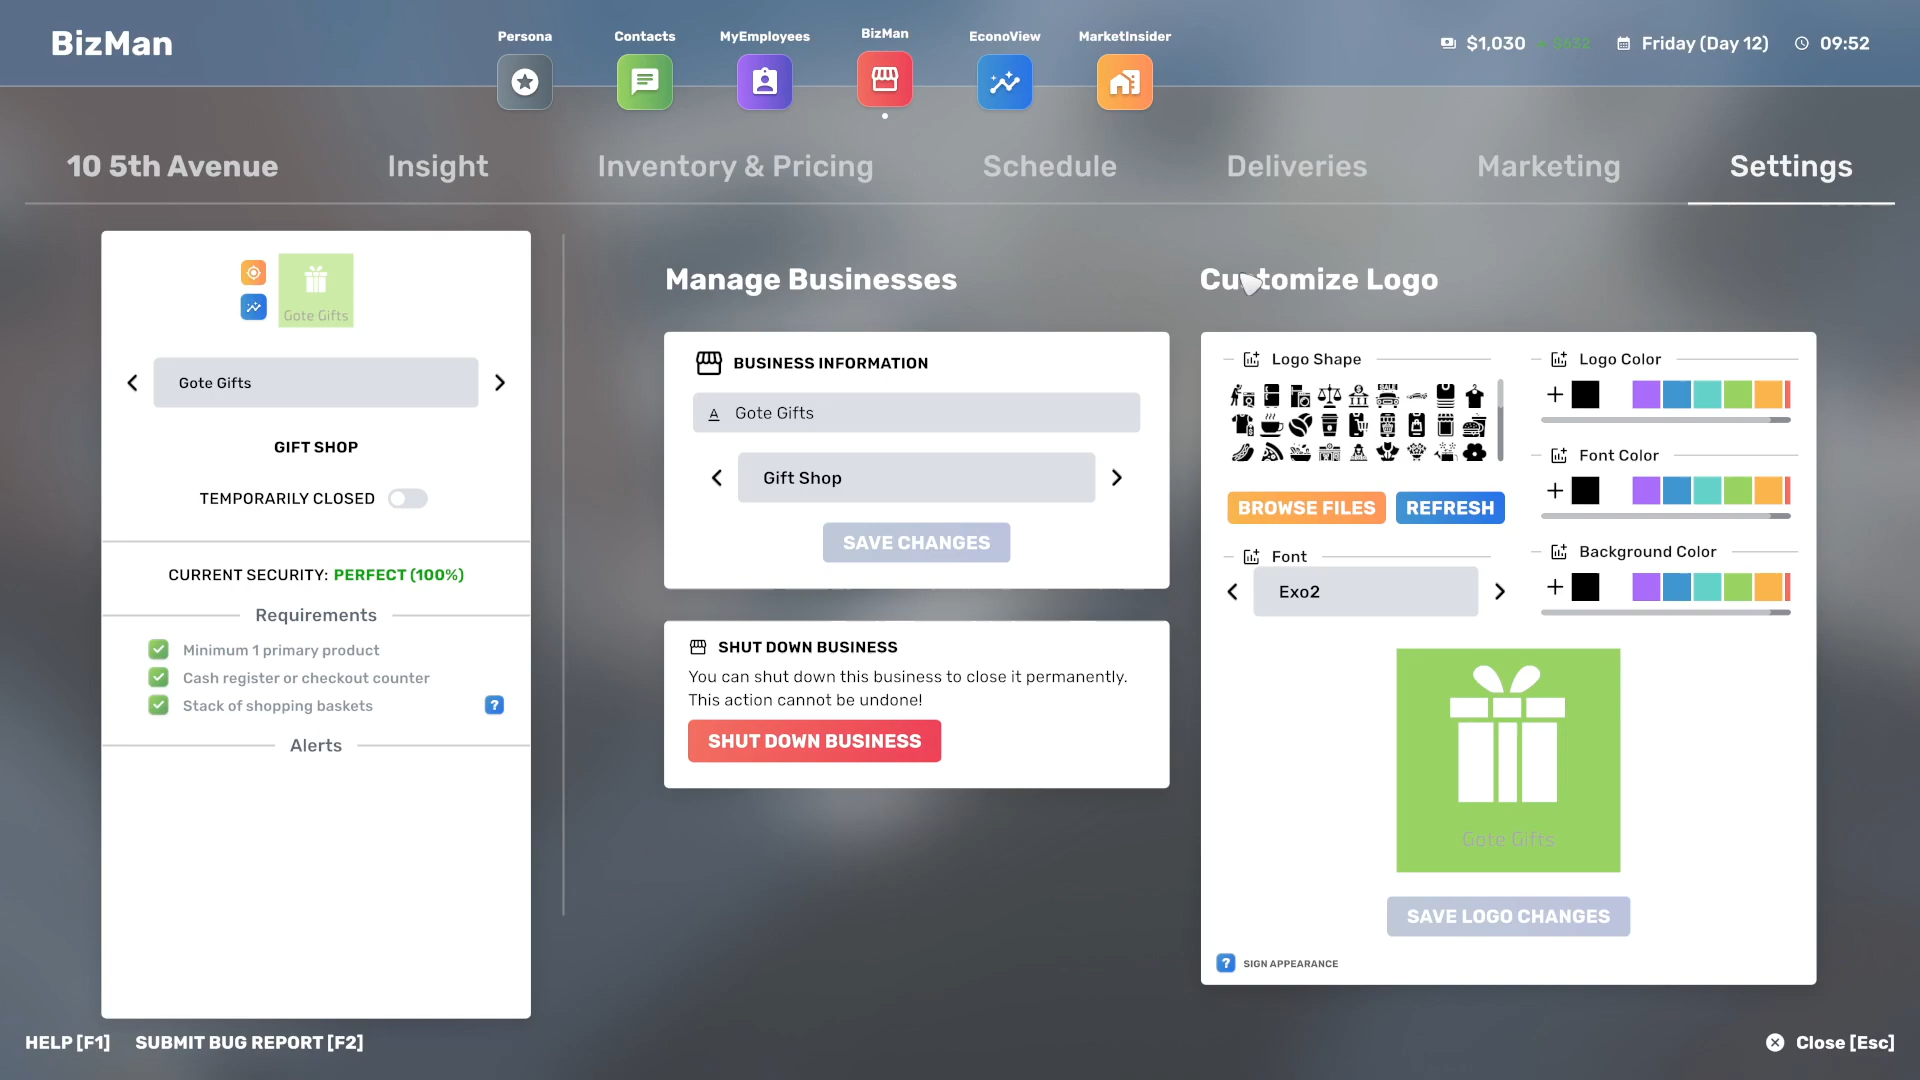 BizMan
Persona
Contacts
MyEmployees
BizMan
EconoView
MarketInsider
$1,030
$632
Friday (Day 12)
09:52
10 5th Avenue
Insight
Inventory & Pricing
Schedule
Deliveries
Marketing
Settings
Gote Gifts
Gote Gifts
GIFT SHOP
TEMPORARILY CLOSED
CURRENT SECURITY: PERFECT (100%)
Requirements
Minimum 1 primary product
Cash register or checkout counter
Stack of shopping baskets
?
Alerts
Manage Businesses
BUSINESS INFORMATION
A Gote Gifts
Gift Shop
SAVE CHANGES
SHUT DOWN BUSINESS
You can shut down this business to close it permanently.
This action cannot be undone!
SHUT DOWN BUSINESS
Customize Logo
Logo Shape
BROWSE FILES
REFRESH
Font
Exo2
Logo Color
Font Color
Background Color
Gote Gifts
SAVE LOGO CHANGES
? SIGN APPEARANCE
HELP [F1]
SUBMIT BUG REPORT [F2]
Close [Esc]